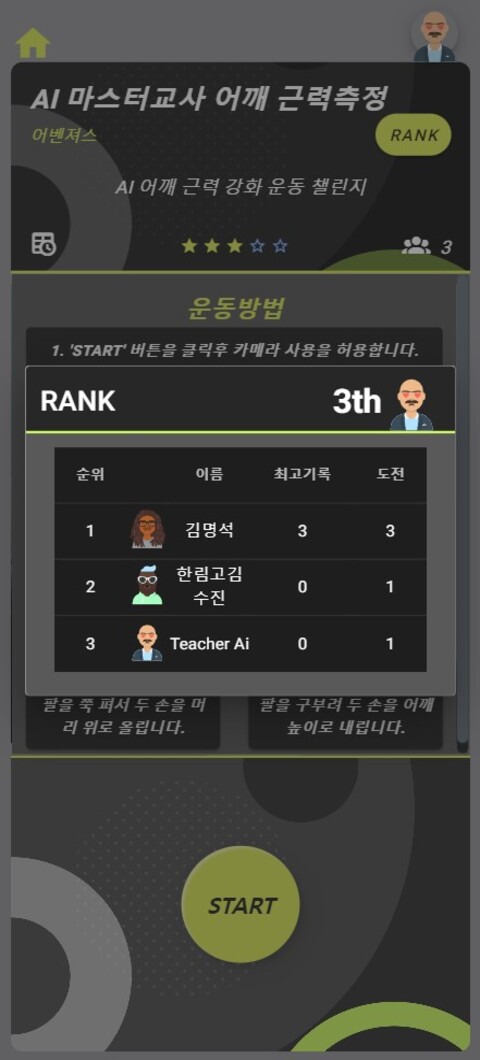 AI 마스터교사 어깨 근력측정
어벤져스
RANK
AI 어깨 근력 강화 운동 챌린지
3
운동방법
1. 'START' 버튼을 클릭후 카메라 사용을 허용합니다.
RANK 3th
순위 이름 최고기록 도전
1 김명석 3 3
2 한림고김
수진 0 1
3 Teacher Ai 0 1
팔을 쭉 펴서 두 손을 머
리 위로 올립니다.
팔을 구부려 두 손을 어깨
높이로 내립니다.
START